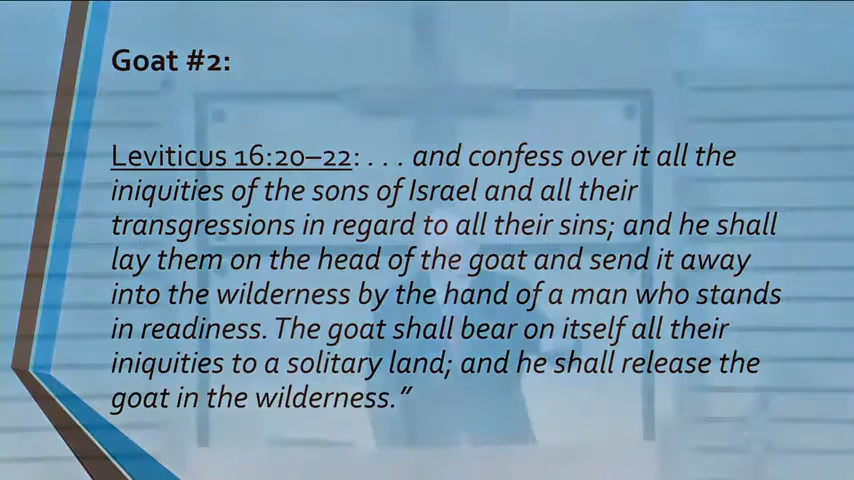 Goat #2:
Leviticus 16:20–22: . . . and confess over it all the
iniquities of the sons of Israel and all their
transgressions in regard to all their sins; and he shall
lay them on the head of the goat and send it away
into the wilderness by the hand of a man who stands
in readiness. The goat shall bear on itself all their
iniquities to a solitary land; and he shall release the
goat in the wilderness.”